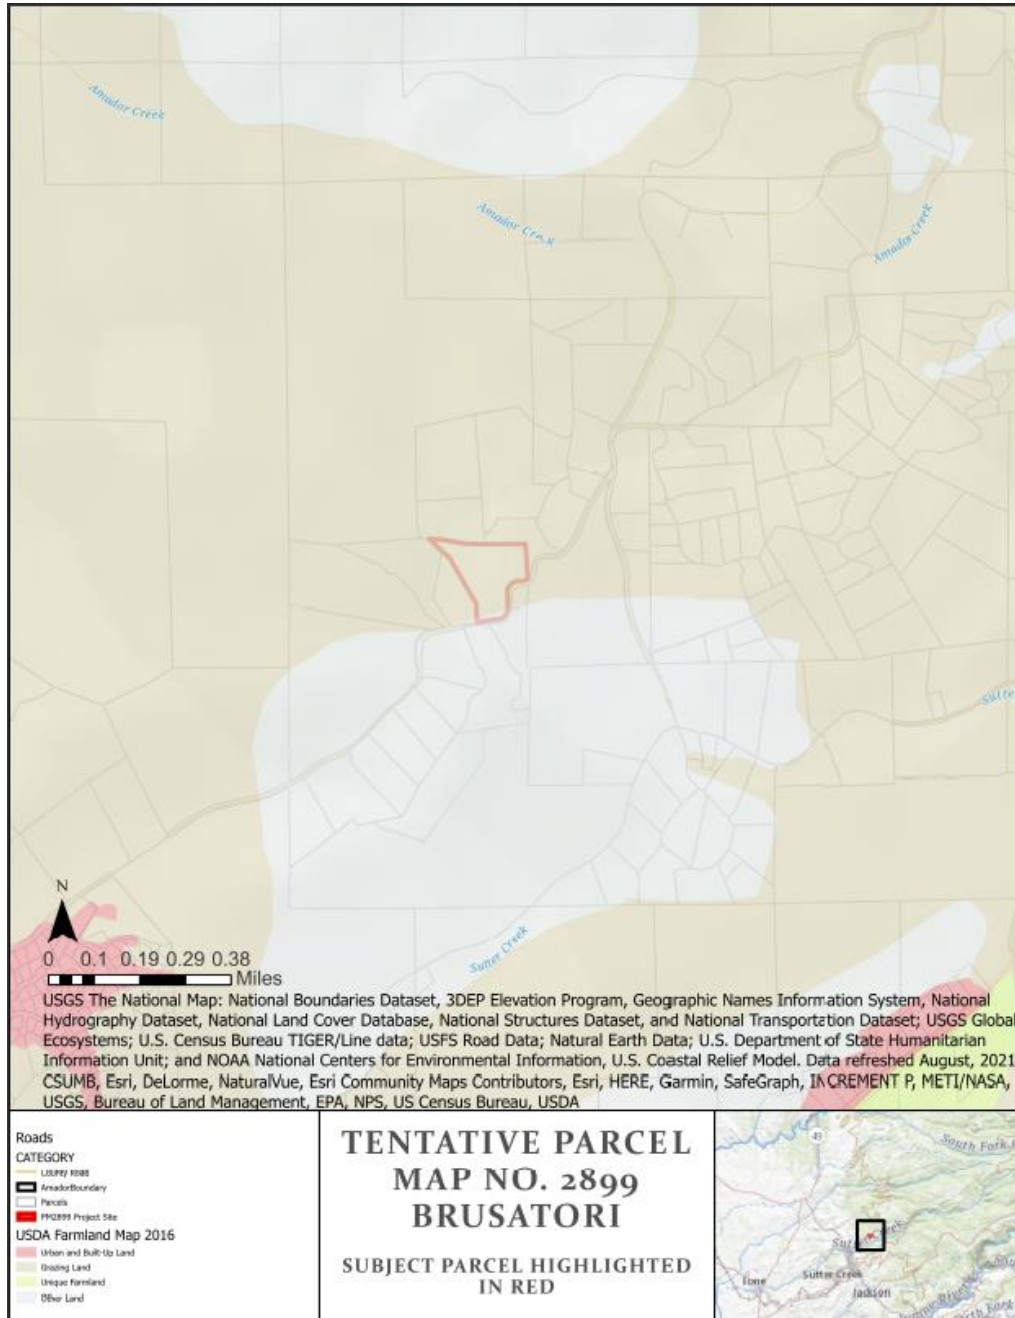 Amador Creek
Amador Creek
Amador Creek
Sutter Creek
N
0 0.1 0.19 0.29 0.38
Miles
USGS The National Map: National Boundaries Dataset, 3DEP Elevation Program, Geographic Names Information System, National
Hydrography Dataset, National Land Cover Database, National Structures Dataset, and National Transportation Dataset; USGS Global
Ecosystems; U.S. Census Bureau TIGER/Line data; USFS Road Data; Natural Earth Data; U.S. Department of State Humanitarian
Information Unit; and NOAA National Centers for Environmental Information, U.S. Coastal Relief Model. Data refreshed August, 2021
CSUMB, Esri, DeLorme, NaturalVue, Esri Community Maps Contributors, Esri, HERE, Garmin, SafeGraph, INCREMENT P, METI/NASA,
USGS, Bureau of Land Management, EPA, NPS, US Census Bureau, USDA
Roads
CATEGORY
County Road
AmadorBoundary
Parcels
PM2899 Project Site
USDA Farmland Map 2016
Urban and Built-Up Land
Grazing Land
Unique Farmland
Other Land
TENTATIVE PARCEL
MAP NO. 2899
BRUSATORI
SUBJECT PARCEL HIGHLIGHTED
IN RED
49
South Fork
Ione
Sutter Creek
Jackson